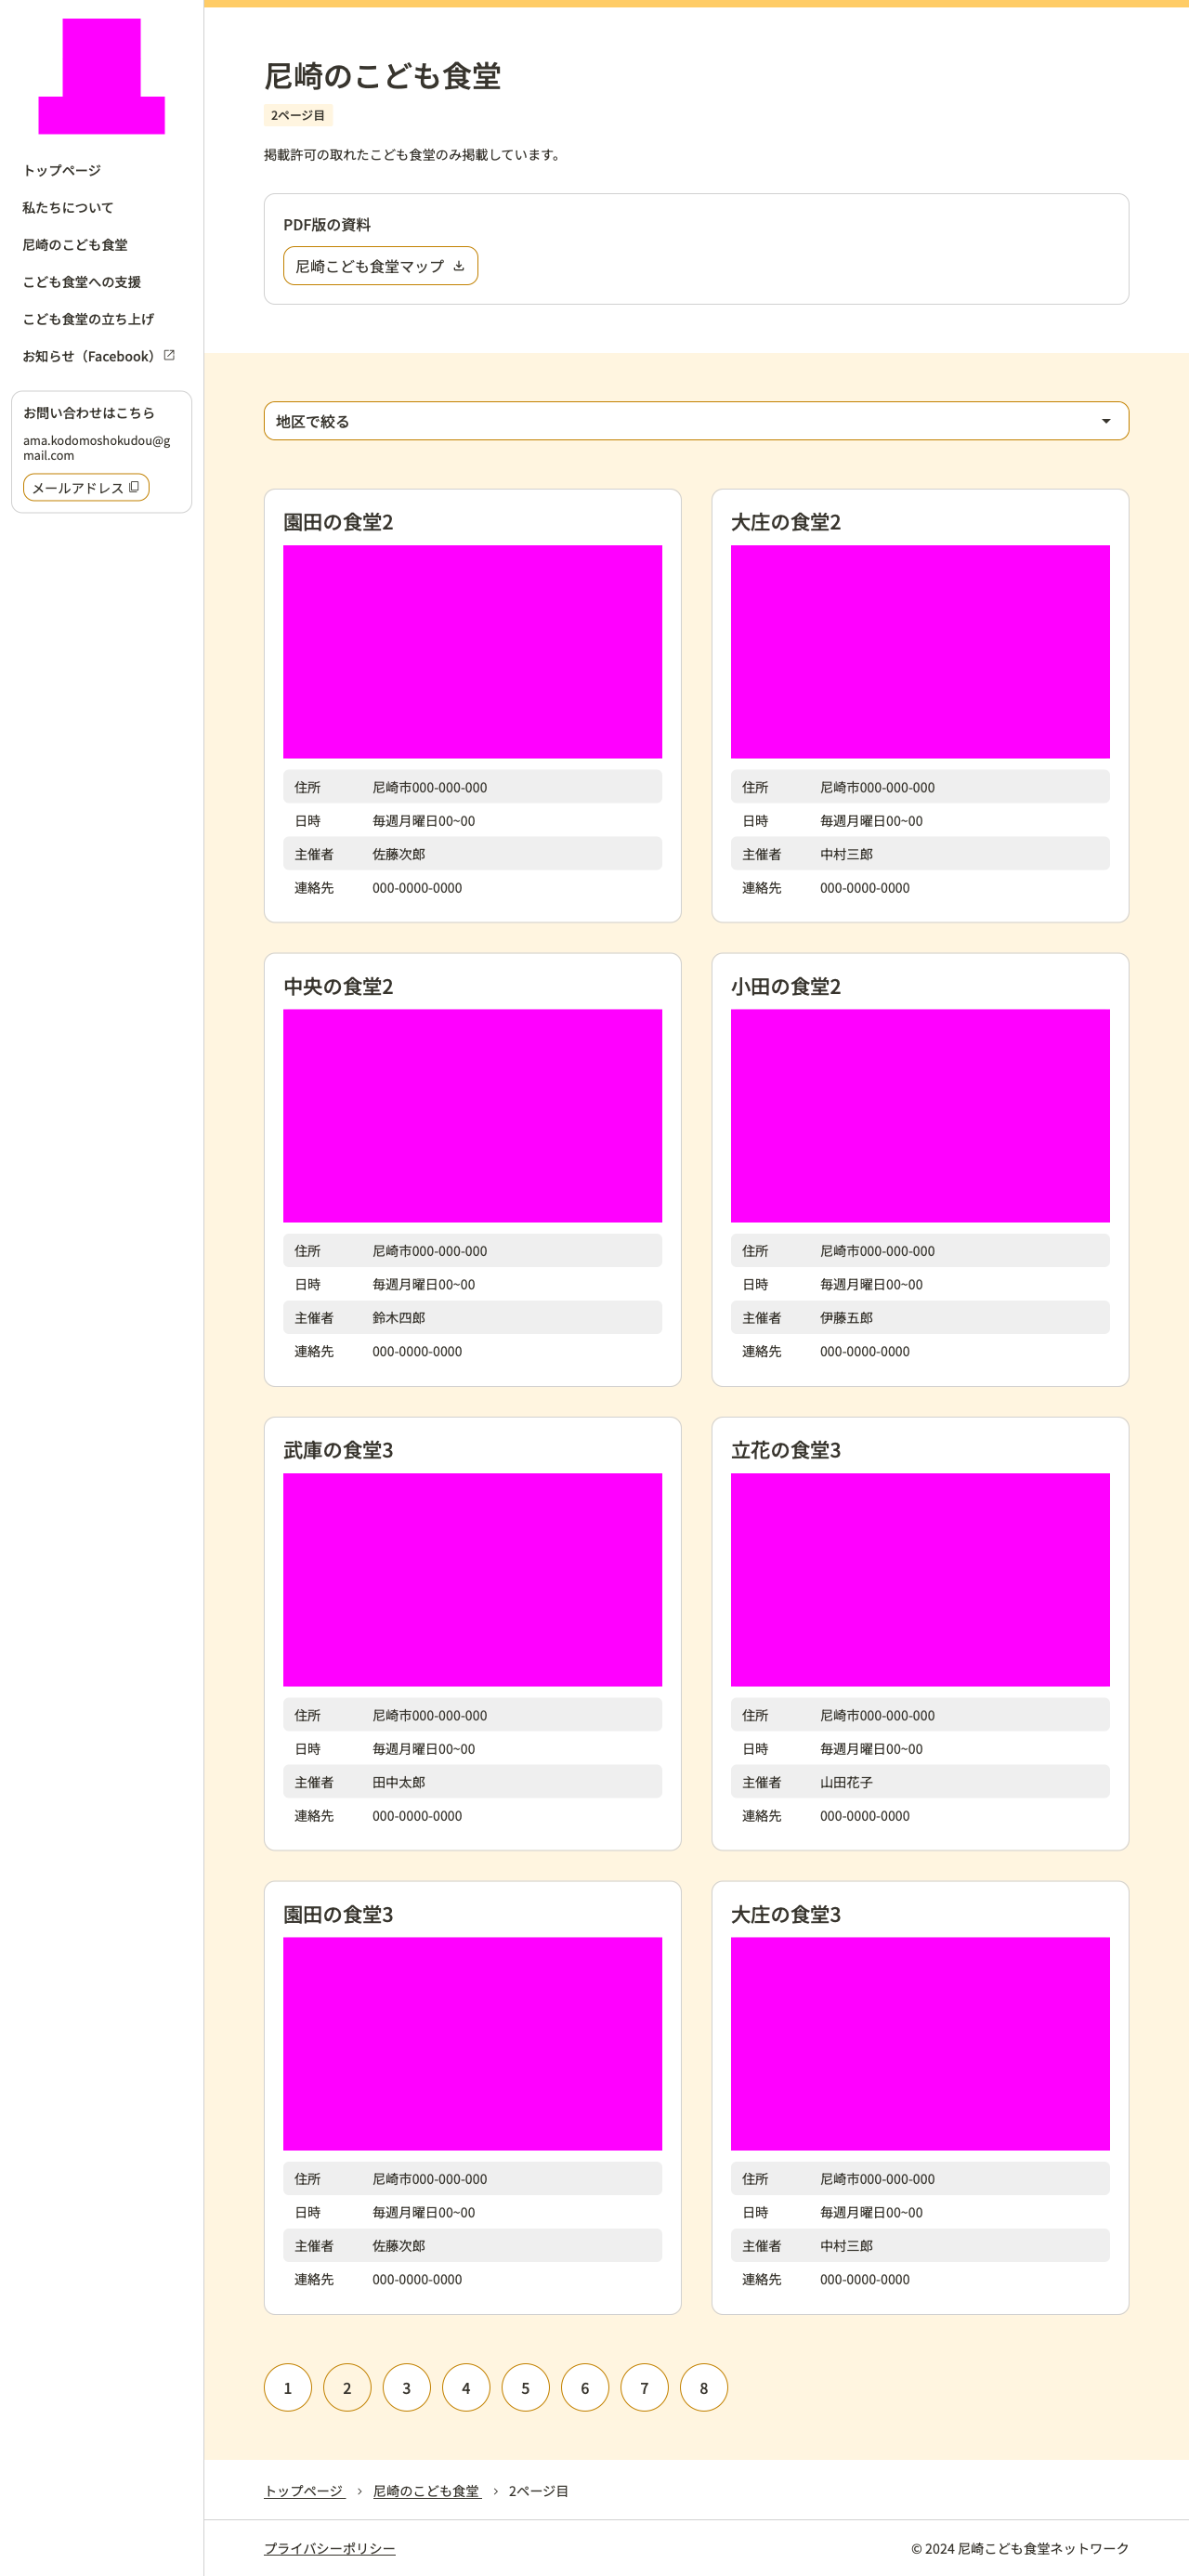 トップページ
私たちについて
尼崎のこども食堂
こども食堂への支援
こども食堂の立ち上げ
お知らせ（Facebook）
お問い合わせはこちら
ama.kodomoshokudou@g
mail.com
メールアドレス
尼崎のこども食堂
2ページ目
掲載許可の取れたこども食堂のみ掲載しています。
PDF版の資料
尼崎こども食堂マップ
地区で絞る
園田の食堂2
住所 尼崎市000-000-000
日時 毎週月曜日00~00
主催者 佐藤次郎
連絡先 000-0000-0000
大庄の食堂2
住所 尼崎市000-000-000
日時 毎週月曜日00~00
主催者 中村三郎
連絡先 000-0000-0000
中央の食堂2
住所 尼崎市000-000-000
日時 毎週月曜日00~00
主催者 鈴木四郎
連絡先 000-0000-0000
小田の食堂2
住所 尼崎市000-000-000
日時 毎週月曜日00~00
主催者 伊藤五郎
連絡先 000-0000-0000
武庫の食堂3
住所 尼崎市000-000-000
日時 毎週月曜日00~00
主催者 田中太郎
連絡先 000-0000-0000
立花の食堂3
住所 尼崎市000-000-000
日時 毎週月曜日00~00
主催者 山田花子
連絡先 000-0000-0000
園田の食堂3
住所 尼崎市000-000-000
日時 毎週月曜日00~00
主催者 佐藤次郎
連絡先 000-0000-0000
大庄の食堂3
住所 尼崎市000-000-000
日時 毎週月曜日00~00
主催者 中村三郎
連絡先 000-0000-0000
1 2 3 4 5 6 7 8
トップページ › 尼崎のこども食堂 › 2ページ目
プライバシーポリシー © 2024 尼崎こども食堂ネットワーク